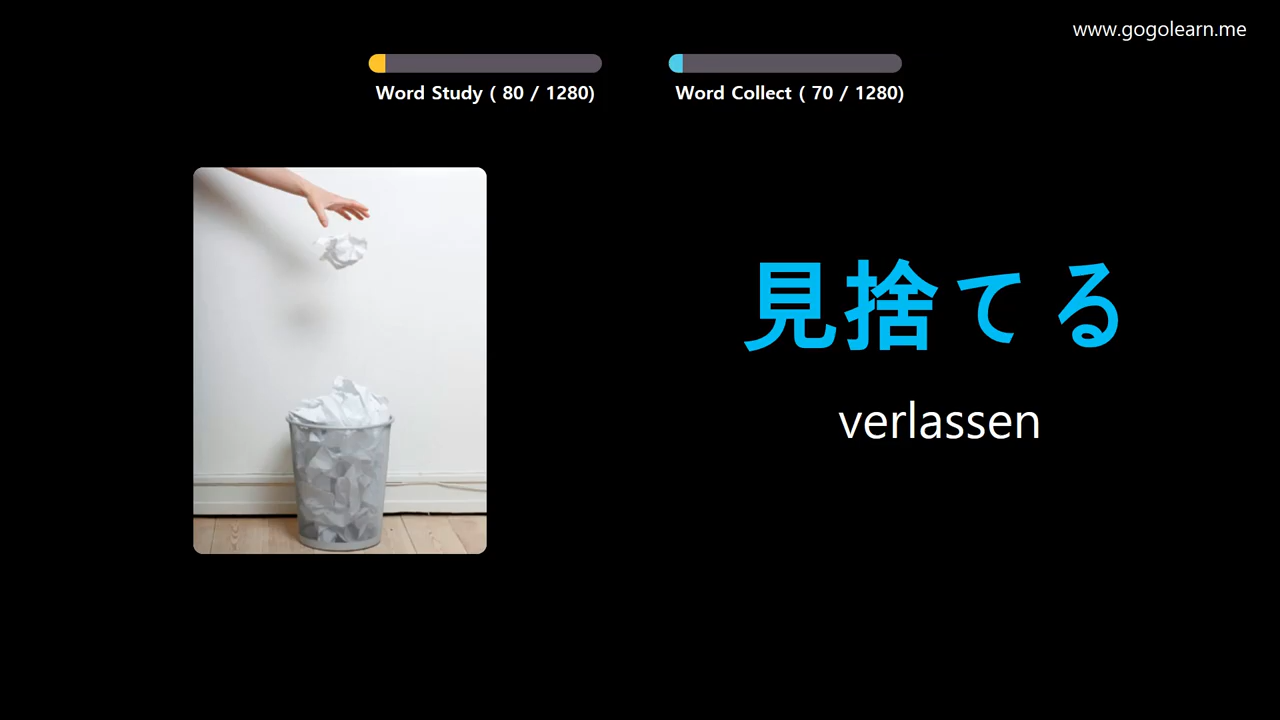 www.gogolearn.me
Word Study ( 80 / 1280)
Word Collect ( 70 / 1280)
見捨てる
verlassen